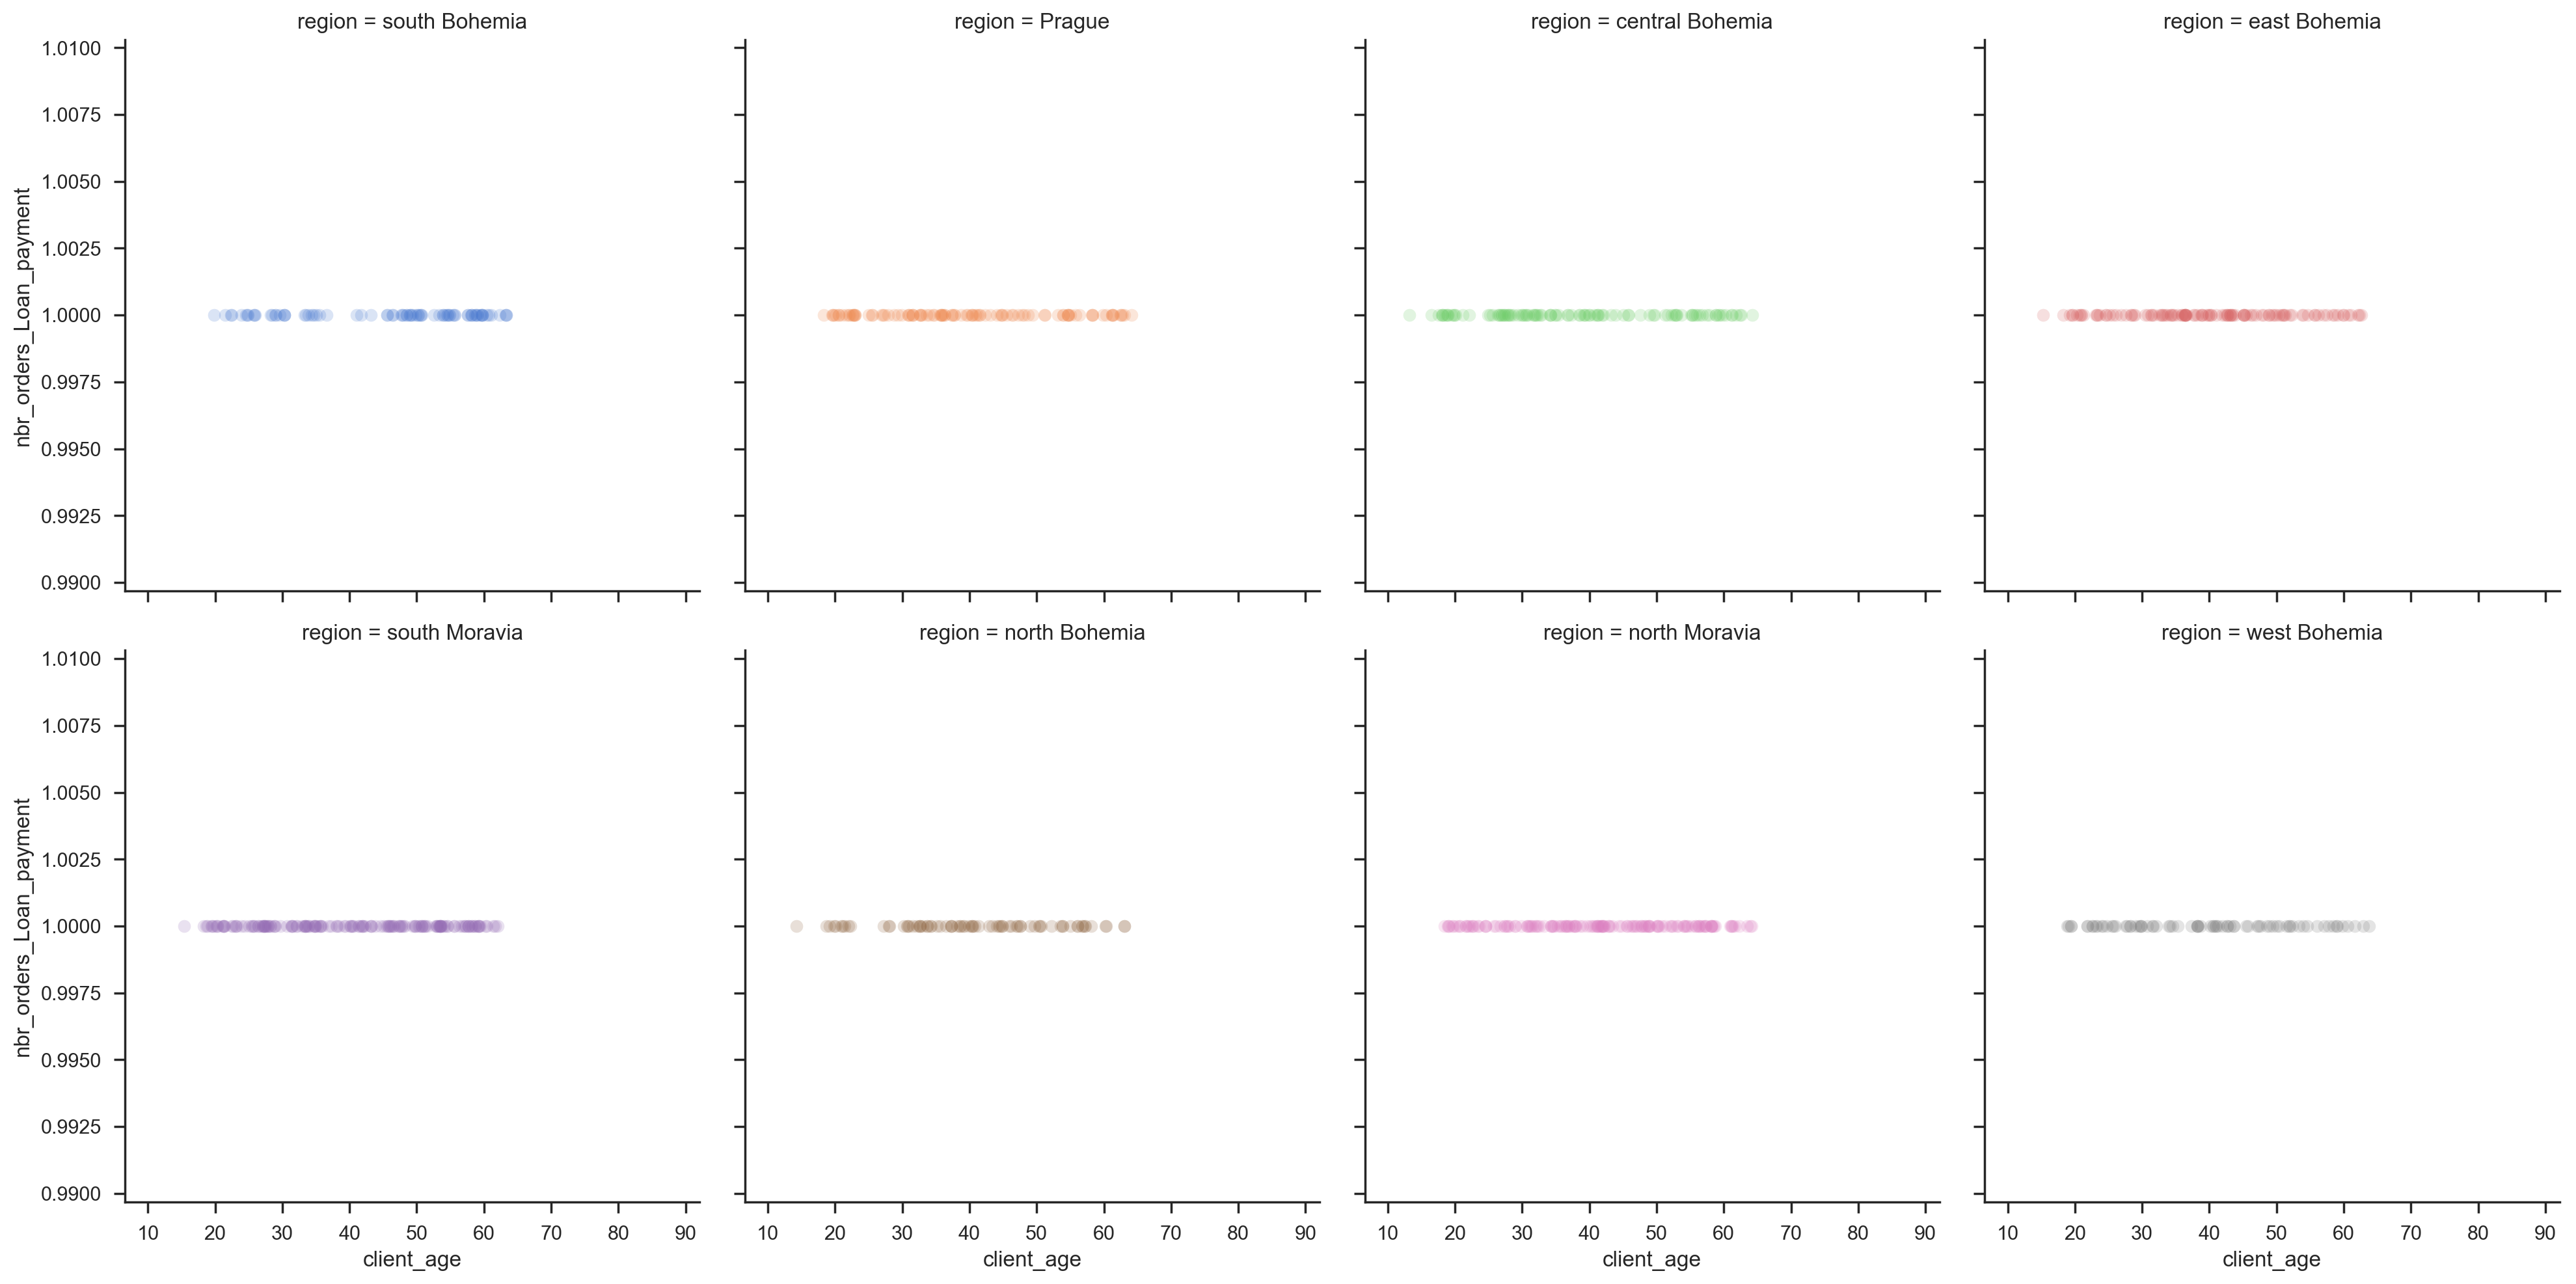 region = south Bohemia
region = Prague
region = central Bohemia
region = east Bohemia
nbr_orders_Loan_payment
1.0100
1.0075
1.0050
1.0025
1.0000
0.9975
0.9950
0.9925
0.9900
region = south Moravia
region = north Bohemia
region = north Moravia
region = west Bohemia
nbr_orders_Loan_payment
1.0100
1.0075
1.0050
1.0025
1.0000
0.9975
0.9950
0.9925
0.9900
10 20 30 40 50 60 70 80 90
10 20 30 40 50 60 70 80 90
10 20 30 40 50 60 70 80 90
10 20 30 40 50 60 70 80 90
client_age
client_age
client_age
client_age